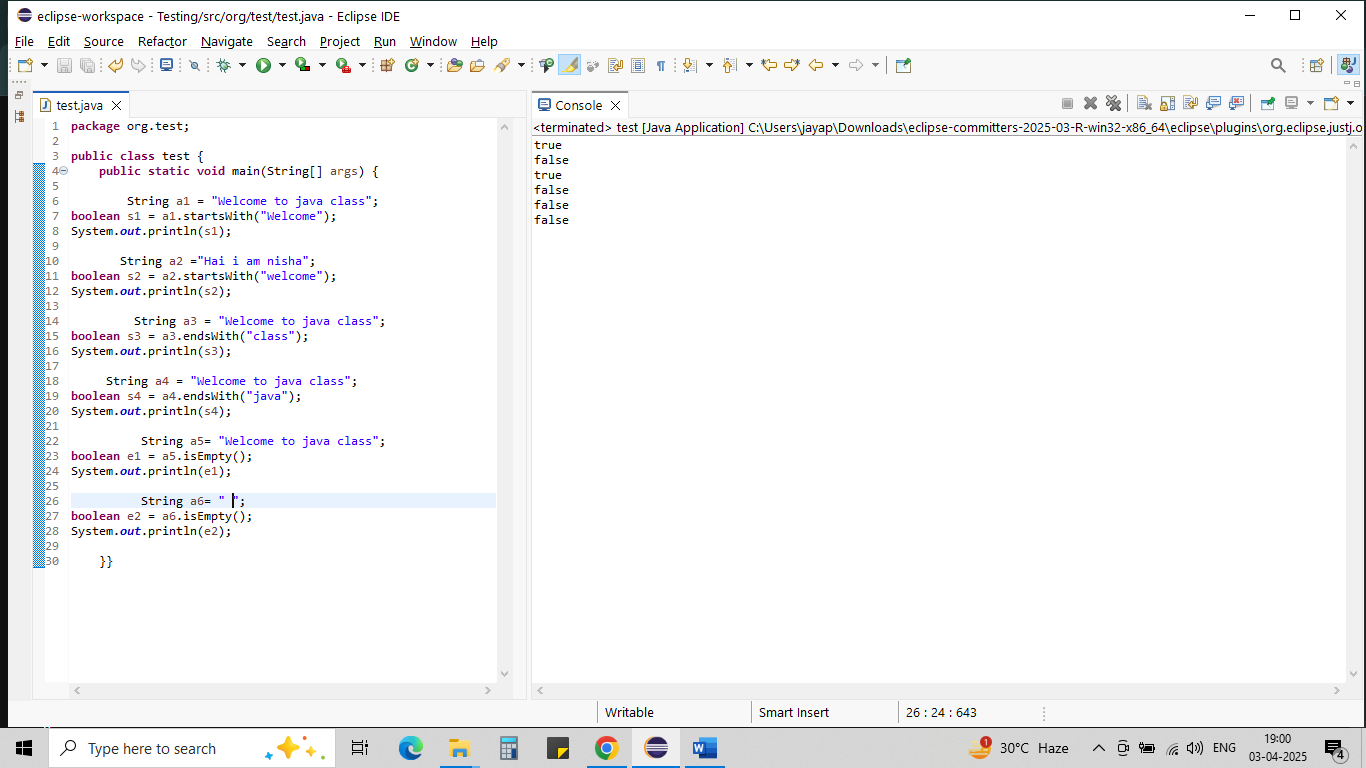 eclipse-workspace - Testing/src/org/test/test.java - Eclipse IDE
File Edit Source Refactor Navigate Search Project Run Window Help
test.java
1 package org.test;
2
3 public class test {
4 public static void main(String[] args) {
5
6 String a1 = "Welcome to java class";
7 boolean s1 = a1.startsWith("Welcome");
8 System.out.println(s1);
9
10 String a2 ="Hai i am nisha";
11 boolean s2 = a2.startsWith("welcome");
12 System.out.println(s2);
13
14 String a3 = "Welcome to java class";
15 boolean s3 = a3.endsWith("class");
16 System.out.println(s3);
17
18 String a4 = "Welcome to java class";
19 boolean s4 = a4.endsWith("java");
20 System.out.println(s4);
21
22 String a5= "Welcome to java class";
23 boolean e1 = a5.isEmpty();
24 System.out.println(e1);
25
26 String a6= " ";
27 boolean e2 = a6.isEmpty();
28 System.out.println(e2);
29
30 }}
Console
<terminated> test [Java Application] C:\Users\jayap\Downloads\eclipse-committers-2025-03-R-win32-x86_64\eclipse\plugins\org.eclipse.justj.o
true
false
true
false
false
false
Writable Smart Insert 26 : 24 : 643
Type here to search
1 30°C Haze ENG 19:00
03-04-2025 4